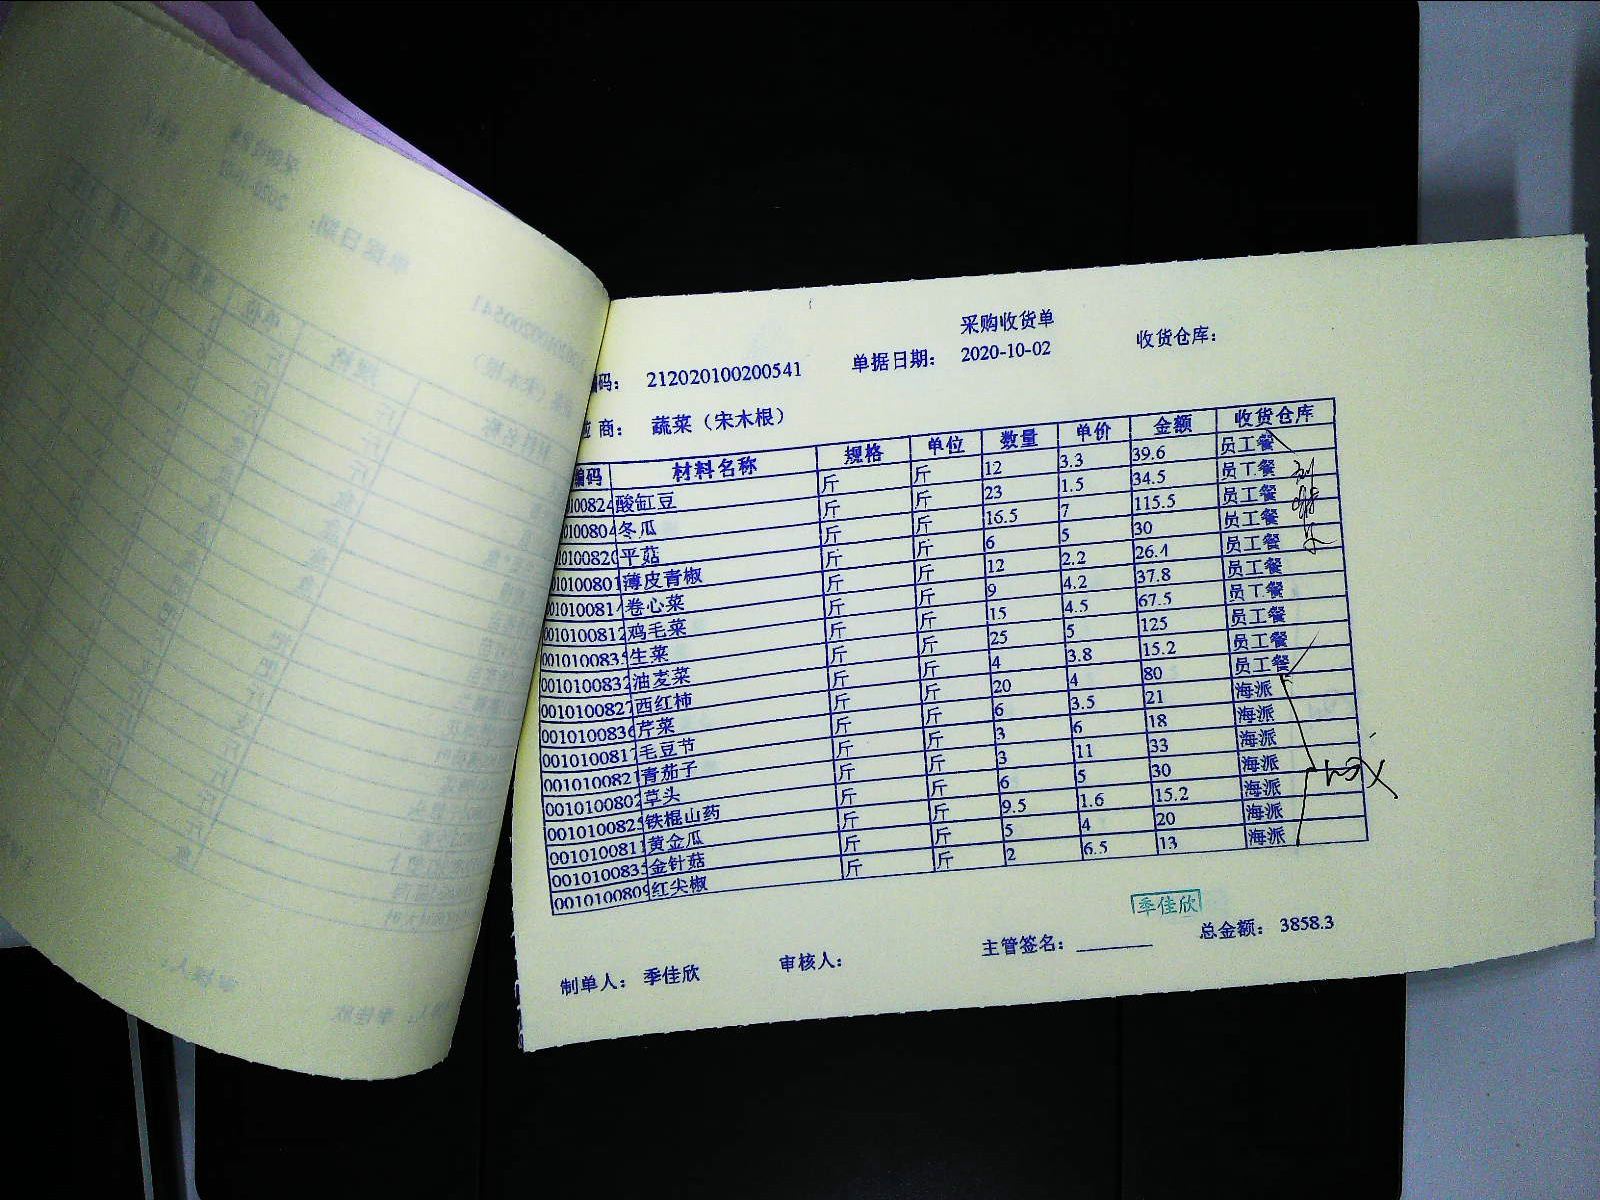 采购收货单
编码： 212020100200541 单据日期： 2020-10-02 收货仓库：
应商： 蔬菜（宋木根）
编码 材料名称 规格 单位 数量 单价 金额 收货仓库
酸缸豆 斤 斤 12 3.3 39.6 员工餐
冬瓜 斤 斤 23 1.5 34.5 员工餐
平菇 斤 斤 16.5 7 115.5 员工餐
薄皮青椒 斤 斤 6 5 30 员工餐
卷心菜 斤 斤 12 2.2 26.4 员工餐
鸡毛菜 斤 斤 9 4.2 37.8 员工餐
生菜 斤 斤 15 4.5 67.5 员工餐
油麦菜 斤 斤 25 5 125 员工餐
西红柿 斤 斤 4 3.8 15.2 员工餐
芹菜 斤 斤 20 4 80 员工餐
毛豆节 斤 斤 6 3.5 21 海派
青茄子 斤 斤 3 6 18 海派
草头 斤 斤 3 11 33 海派
铁棍山药 斤 斤 6 5 30 海派
黄金瓜 斤 斤 9.5 1.6 15.2 海派
金针菇 斤 斤 5 4 20 海派
红尖椒 斤 斤 2 6.5 13 海派
季佳欣
制单人： 季佳欣 审核人： 主管签名： 总金额： 3858.3